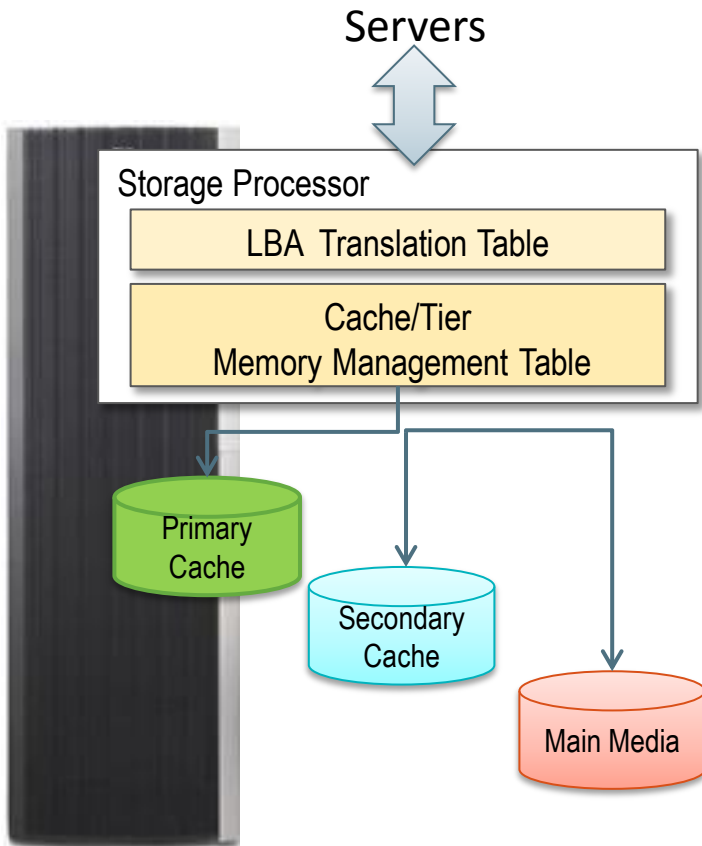 Servers
Storage Processor
LBA Translation Table
Cache/Tier
Memory Management Table
Primary
Cache
Secondary
Cache
Main Media